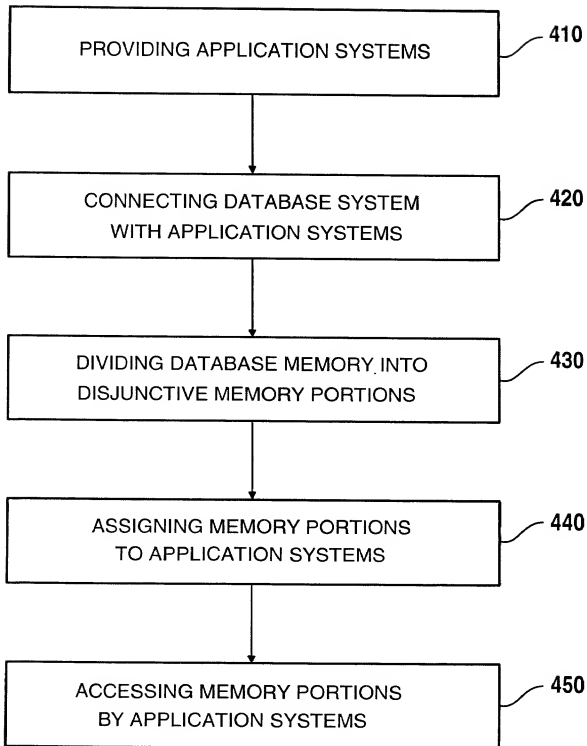 PROVIDING APPLICATION SYSTEMS
410
CONNECTING DATABASE SYSTEM
WITH APPLICATION SYSTEMS
420
DIVIDING DATABASE MEMORY INTO
DISJUNCTIVE MEMORY PORTIONS
430
ASSIGNING MEMORY PORTIONS
TO APPLICATION SYSTEMS
440
ACCESSING MEMORY PORTIONS
BY APPLICATION SYSTEMS
450